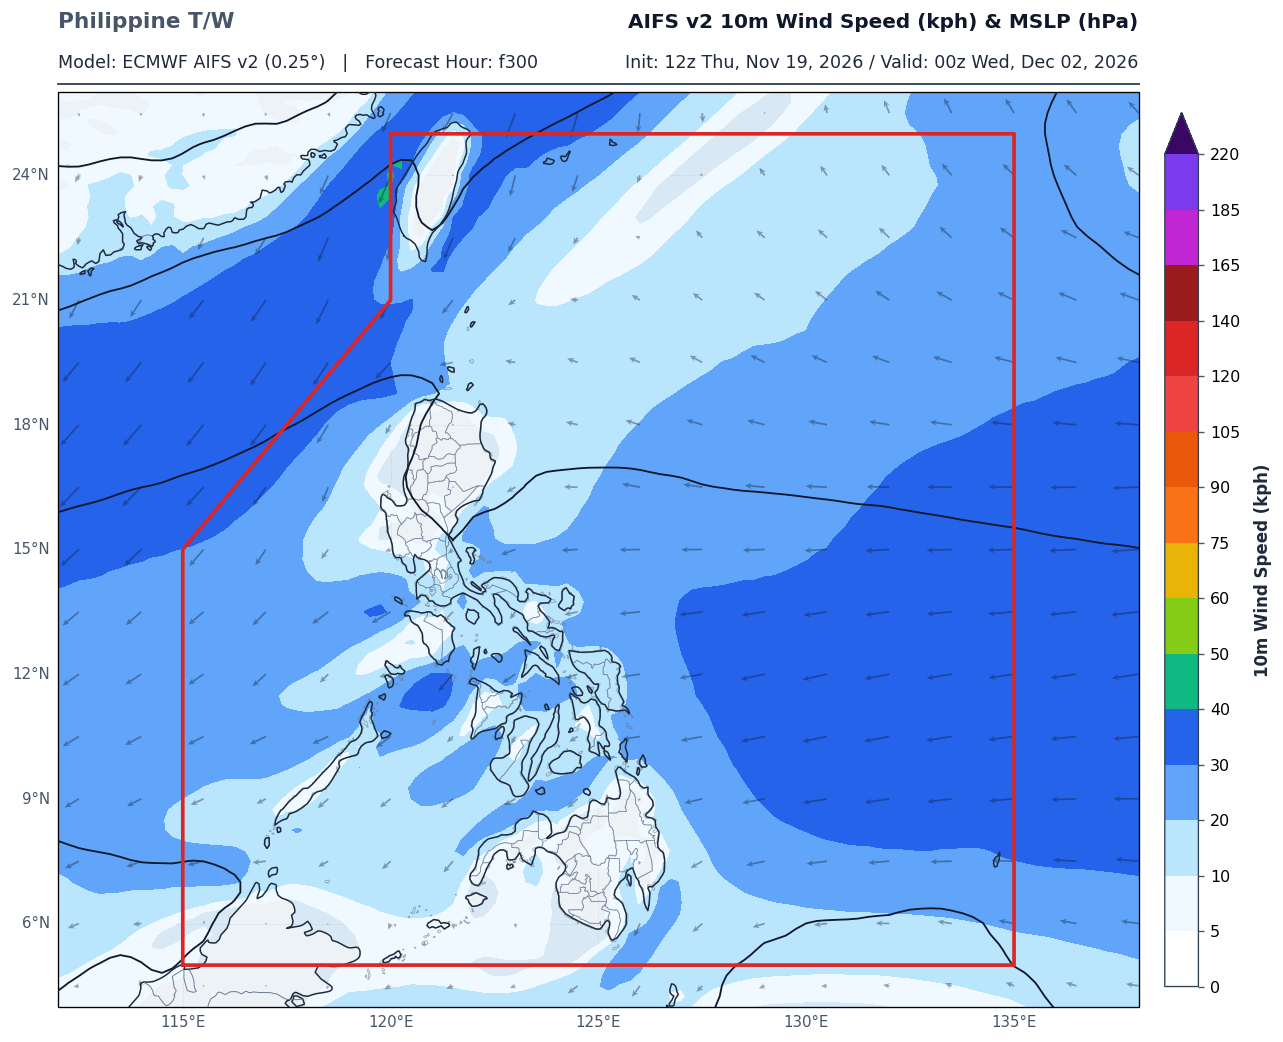 Philippine T/W
AIFS v2 10m Wind Speed (kph) & MSLP (hPa)
Model: ECMWF AIFS v2 (0.25°) | Forecast Hour: f300
Init: 12z Thu, Nov 19, 2026 / Valid: 00z Wed, Dec 02, 2026
24°N
21°N
18°N
15°N
12°N
9°N
6°N
115°E
120°E
125°E
130°E
135°E
220
185
165
140
120
105
90
75
60
50
40
30
20
10
5
0
10m Wind Speed (kph)